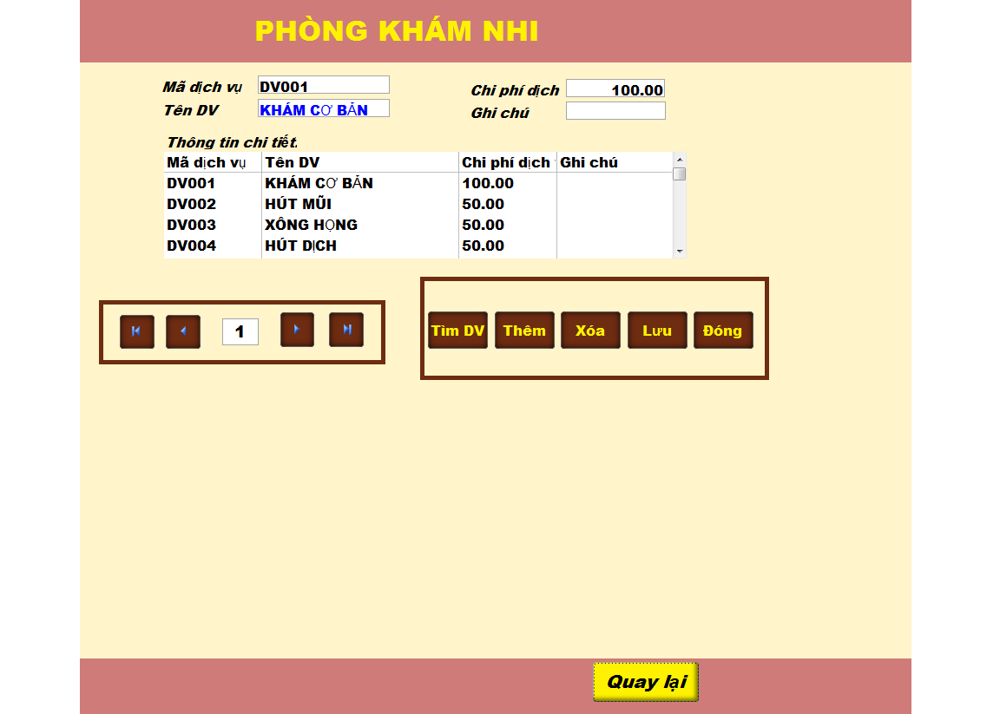 PHÒNG KHÁM NHI
Mã dịch vụ DV001 Chi phí dịch 100.00
Tên DV KHÁM CƠ BẢN Ghi chú
Thông tin chi tiết.
Mã dịch vụ Tên DV Chi phí dịch Ghi chú
DV001 KHÁM CƠ BẢN 100.00
DV002 HÚT MŨI 50.00
DV003 XÔNG HỌNG 50.00
DV004 HÚT DỊCH 50.00
1 Tìm DV Thêm Xóa Lưu Đóng
Quay lại